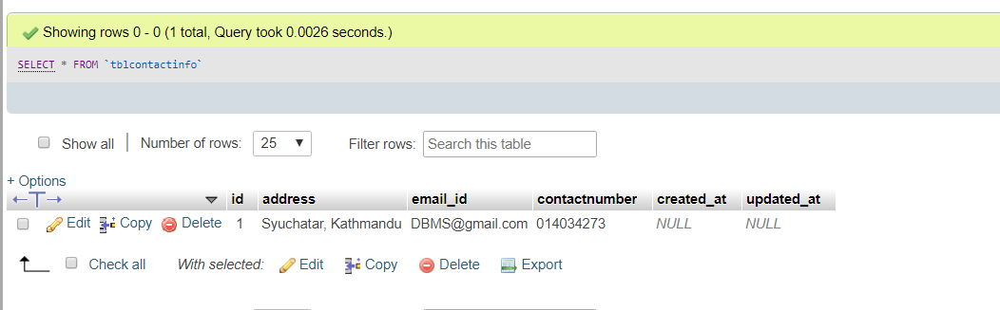 Showing rows 0 - 0 (1 total, Query took 0.0026 seconds.)
SELECT * FROM `tblcontactinfo`
Show all Number of rows: 25 Filter rows: Search this table
+ Options
id address email_id contactnumber created_at updated_at
Edit Copy Delete 1 Syuchatar, Kathmandu DBMS@gmail.com 014034273 NULL NULL
Check all With selected: Edit Copy Delete Export